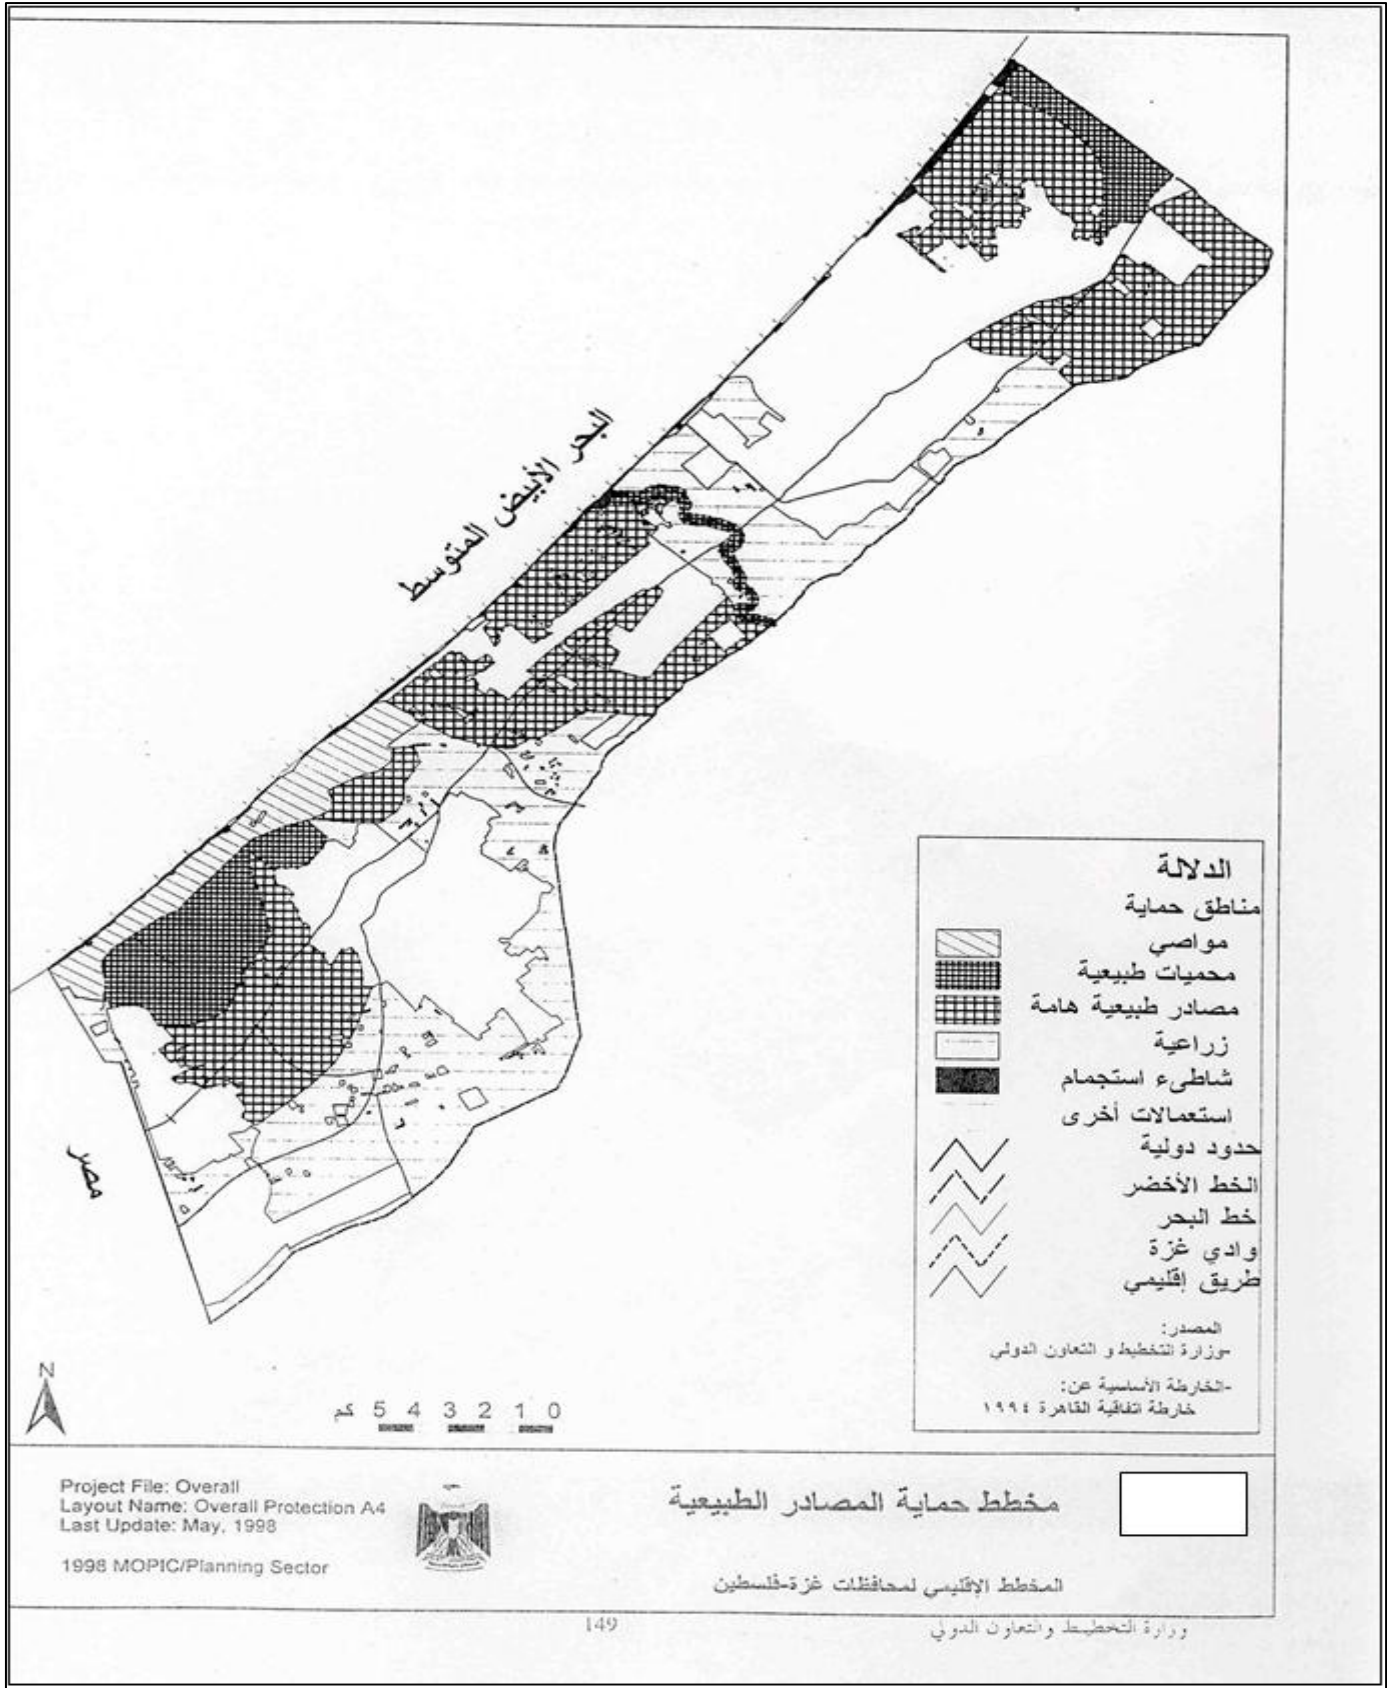 البحر الأبيض المتوسط
مصر
الدلالة
مناطق حماية
مواصي
محميات طبيعية
مصادر طبيعية هامة
زراعية
شاطىء استجمام
استعمالات أخرى
حدود دولية
الخط الأخضر
خط البحر
وادي غزة
طريق إقليمي
المصدر:
-وزارة التخطيط و التعاون الدولي
-الخارطة الأساسية عن:
خارطة اتفاقية القاهرة ١٩٩٤
N
0 1 2 3 4 5 كم
Project File: Overall
Layout Name: Overall Protection A4
Last Update: May, 1998
1998 MOPIC/Planning Sector
مخطط حماية المصادر الطبيعية
المخطط الإقليمي لمحافظات غزة-فلسطين
149
وزارة التخطيط والتعاون الدولي